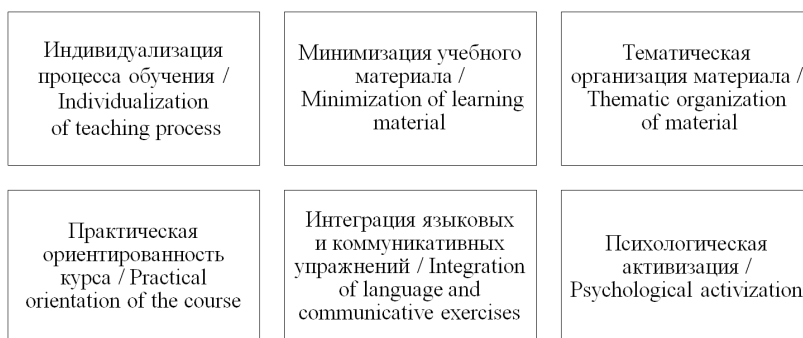 Индивидуализация
процесса обучения /
Individualization
of teaching process
Минимизация учебного
материала /
Minimization of learning
material
Тематическая
организация материала /
Thematic organization
of material
Практическая
ориентированность
курса / Practical
orientation of the course
Интеграция языковых
и коммуникативных
упражнений / Integration
of language and
communicative exercises
Психологическая
активизация /
Psychological activization